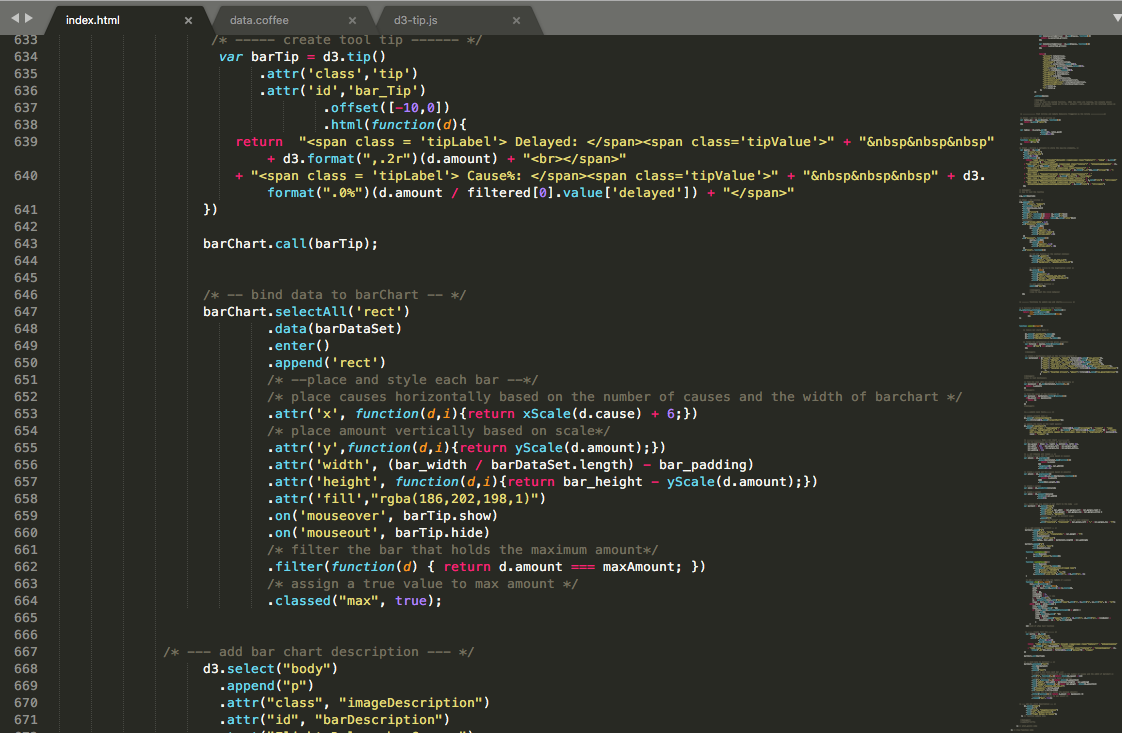 index.html × data.coffee × d3-tip.js ×
633 /* ----- create tool tip ------ */
634 var barTip = d3.tip()
635 .attr('class','tip')
636 .attr('id','bar_Tip')
637 .offset([-10,0])
638 .html(function(d){
639 return "<span class = 'tipLabel'> Delayed: </span><span class='tipValue'>" + "&nbsp&nbsp&nbsp"
+ d3.format(",.2r")(d.amount) + "<br></span>"
640 + "<span class = 'tipLabel'> Cause%: </span><span class='tipValue'>" + "&nbsp&nbsp&nbsp" + d3.
format(".0%")(d.amount / filtered[0].value['delayed']) + "</span>"
641 })
642
643 barChart.call(barTip);
644
645
646 /* -- bind data to barChart -- */
647 barChart.selectAll('rect')
648 .data(barDataSet)
649 .enter()
650 .append('rect')
651 /* --place and style each bar --*/
652 /* place causes horizontally based on the number of causes and the width of barchart */
653 .attr('x', function(d,i){return xScale(d.cause) + 6;})
654 /* place amount vertically based on scale*/
655 .attr('y',function(d,i){return yScale(d.amount);})
656 .attr('width', (bar_width / barDataSet.length) - bar_padding)
657 .attr('height', function(d,i){return bar_height - yScale(d.amount);})
658 .attr('fill',"rgba(186,202,198,1)")
659 .on('mouseover', barTip.show)
660 .on('mouseout', barTip.hide)
661 /* filter the bar that holds the maximum amount*/
662 .filter(function(d) { return d.amount === maxAmount; })
663 /* assign a true value to max amount */
664 .classed("max", true);
665
666
667 /* --- add bar chart description --- */
668 d3.select("body")
669 .append("p")
670 .attr("class", "imageDescription")
671 .attr("id", "barDescription")